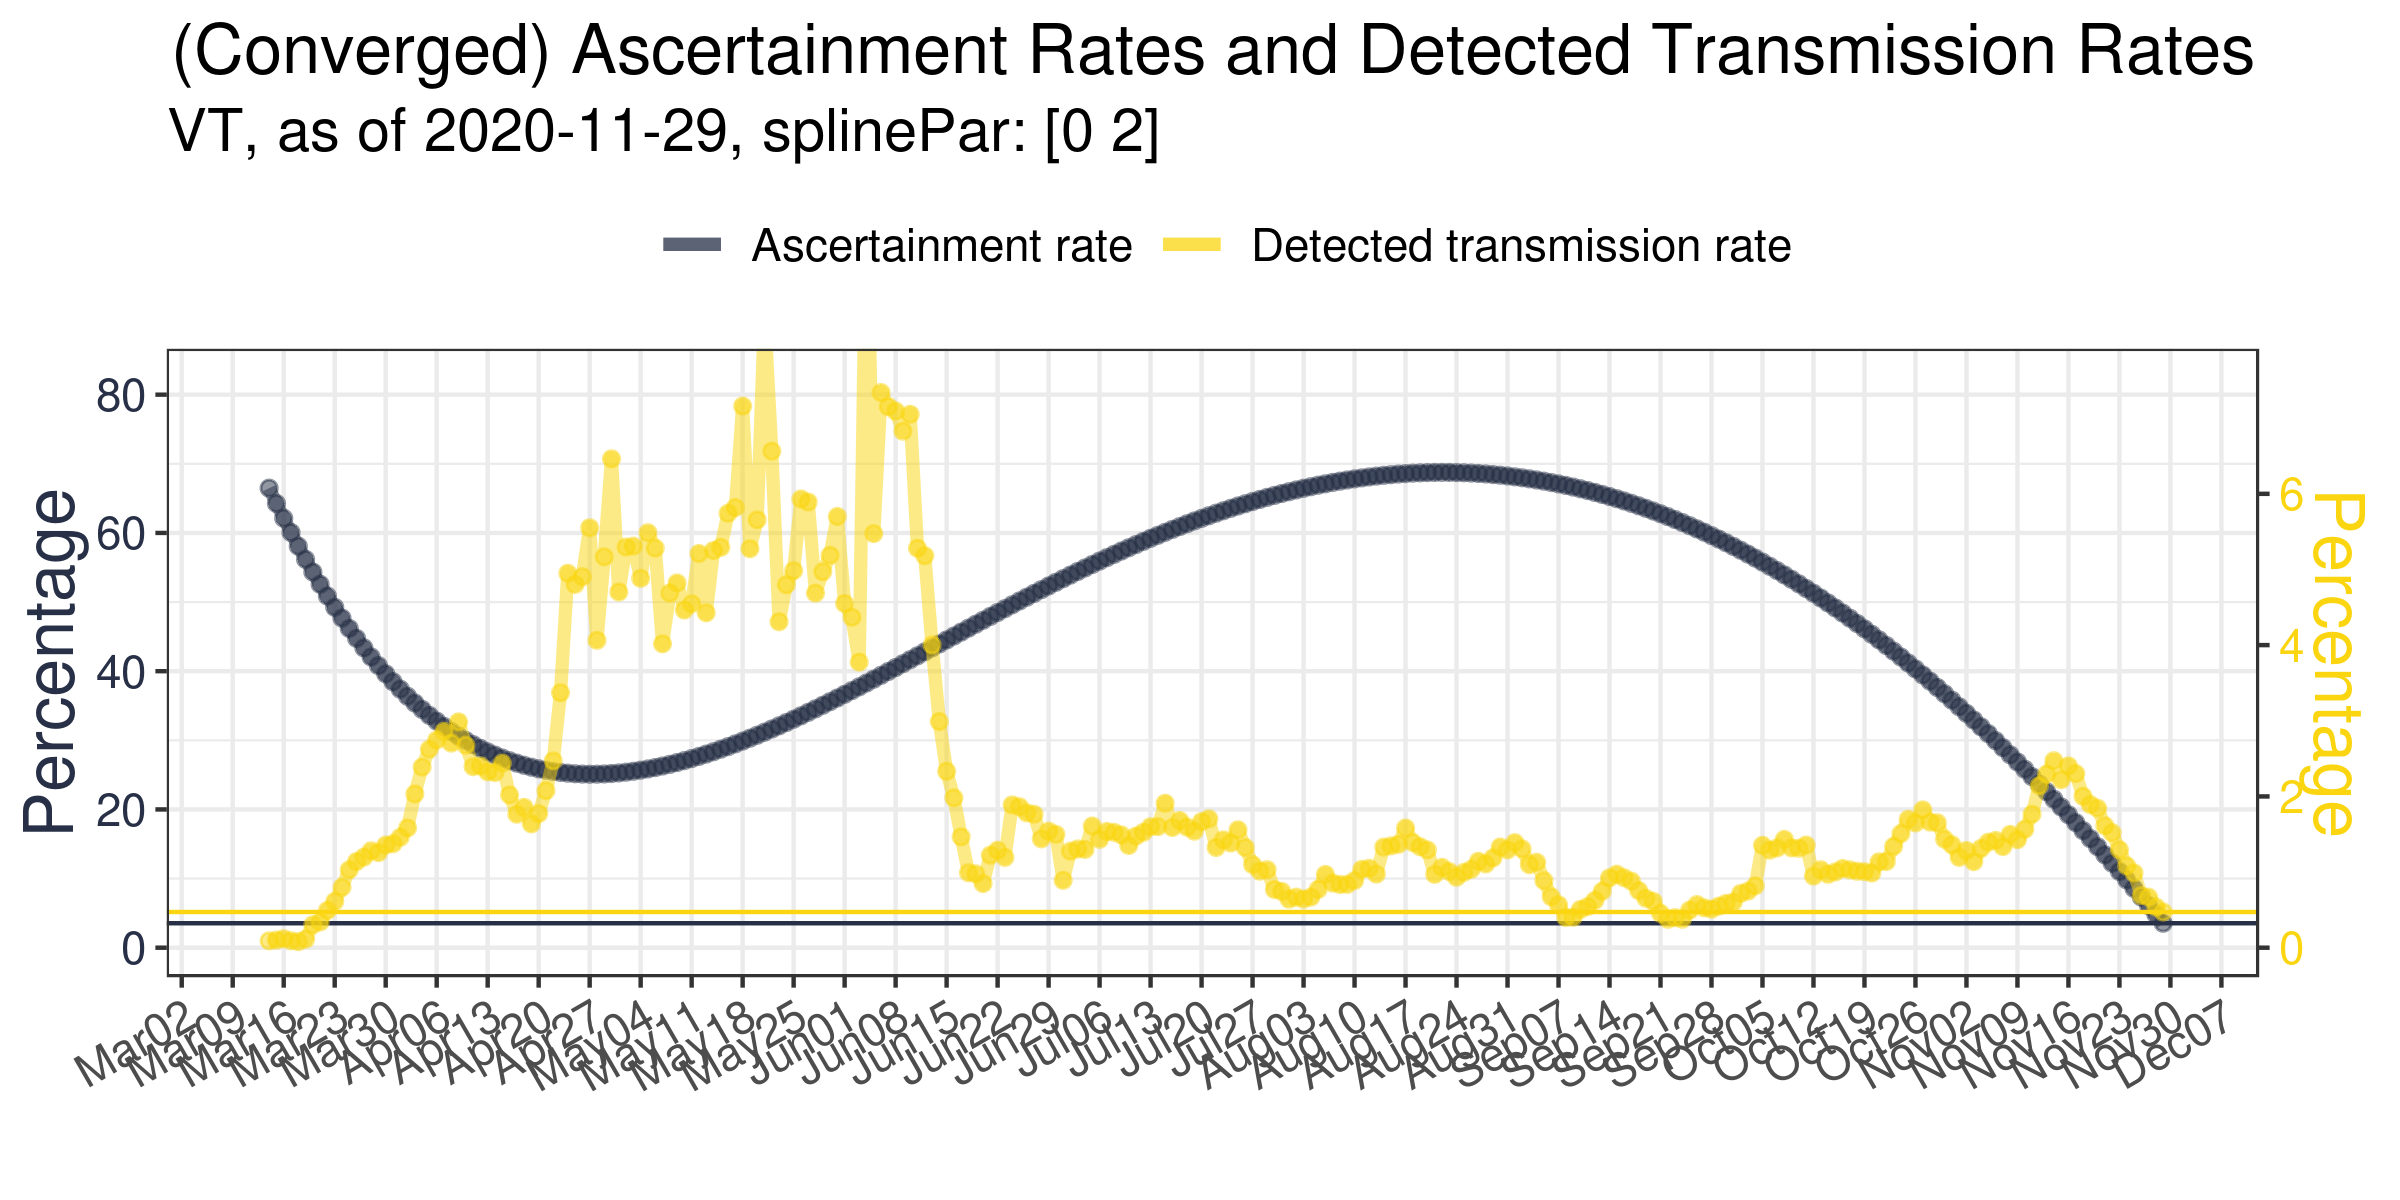 (Converged) Ascertainment Rates and Detected Transmission Rates
VT, as of 2020-11-29, splinePar: [0 2]
Ascertainment rate Detected transmission rate
Percentage
80
60
40
20
0
6
4
2
0
Percentage
Mar02 Mar09 Mar16 Mar23 Mar30 Apr06 Apr13 Apr20 Apr27 May04 May11 May18 May25 Jun01 Jun08 Jun15 Jun22 Jun29 Jul06 Jul13 Jul20 Jul27 Aug03 Aug10 Aug17 Aug24 Aug31 Sep07 Sep14 Sep21 Sep28 Oct05 Oct12 Oct19 Oct26 Nov02 Nov09 Nov16 Nov23 Nov30 Dec07